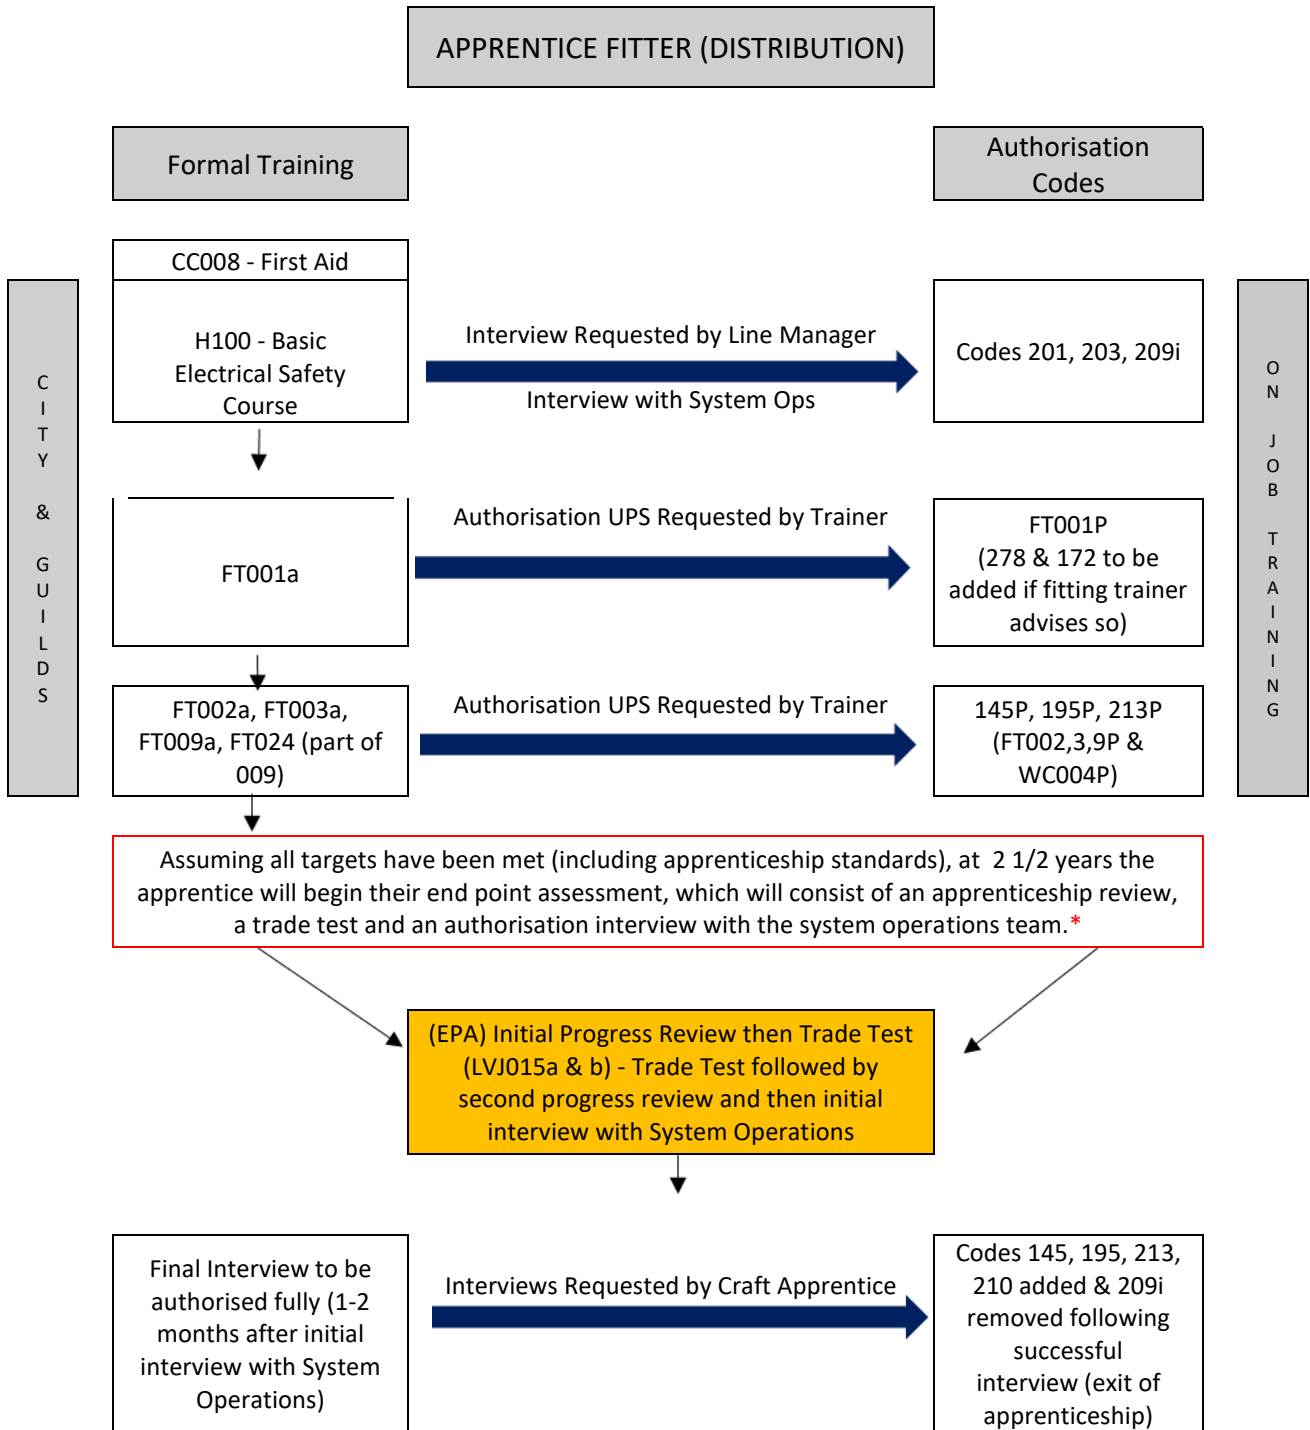 APPRENTICE FITTER (DISTRIBUTION)
Formal Training
Authorisation
Codes
CITY & GUILDS
ON JOB TRAINING
CC008 - First Aid
H100 - Basic
Electrical Safety
Course
Interview Requested by Line Manager
Interview with System Ops
Codes 201, 203, 209i
FT001a
Authorisation UPS Requested by Trainer
FT001P
(278 & 172 to be
added if fitting trainer
advises so)
FT002a, FT003a,
FT009a, FT024 (part of
009)
Authorisation UPS Requested by Trainer
145P, 195P, 213P
(FT002,3,9P &
WC004P)
Assuming all targets have been met (including apprenticeship standards), at 2 1/2 years the
apprentice will begin their end point assessment, which will consist of an apprenticeship review,
a trade test and an authorisation interview with the system operations team.*
(EPA) Initial Progress Review then Trade Test
(LVJ015a & b) - Trade Test followed by
second progress review and then initial
interview with System Operations
Final Interview to be
authorised fully (1-2
months after initial
interview with System
Operations)
Interviews Requested by Craft Apprentice
Codes 145, 195, 213,
210 added & 209i
removed following
successful
interview (exit of
apprenticeship)